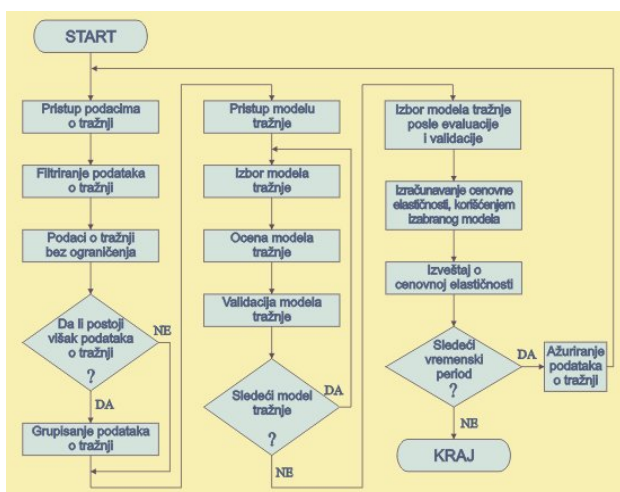 START
Pristup podacima
o tražnji
Filtriranje podataka
o tražnji
Podaci o tražnji
bez ograničenja
Da li postoji
višak podataka
o tražnji
?
NE
DA
Grupisanje podataka
o tražnji
Pristup modelu
tražnje
Izbor modela
tražnje
Ocena modela
tražnje
Validacija modela
tražnje
Sledeći model
tražnje
?
DA
NE
Izbor modela tražnje
posle evaluacije
i validacije
Izračunavanje cenovne
elastičnosti, korišćenjem
izabranog modela
Izveštaj o
cenovnoj elastičnosti
Sledeći
vremenski
period
?
DA
NE
Ažuriranje
podataka
o tražnji
KRAJ